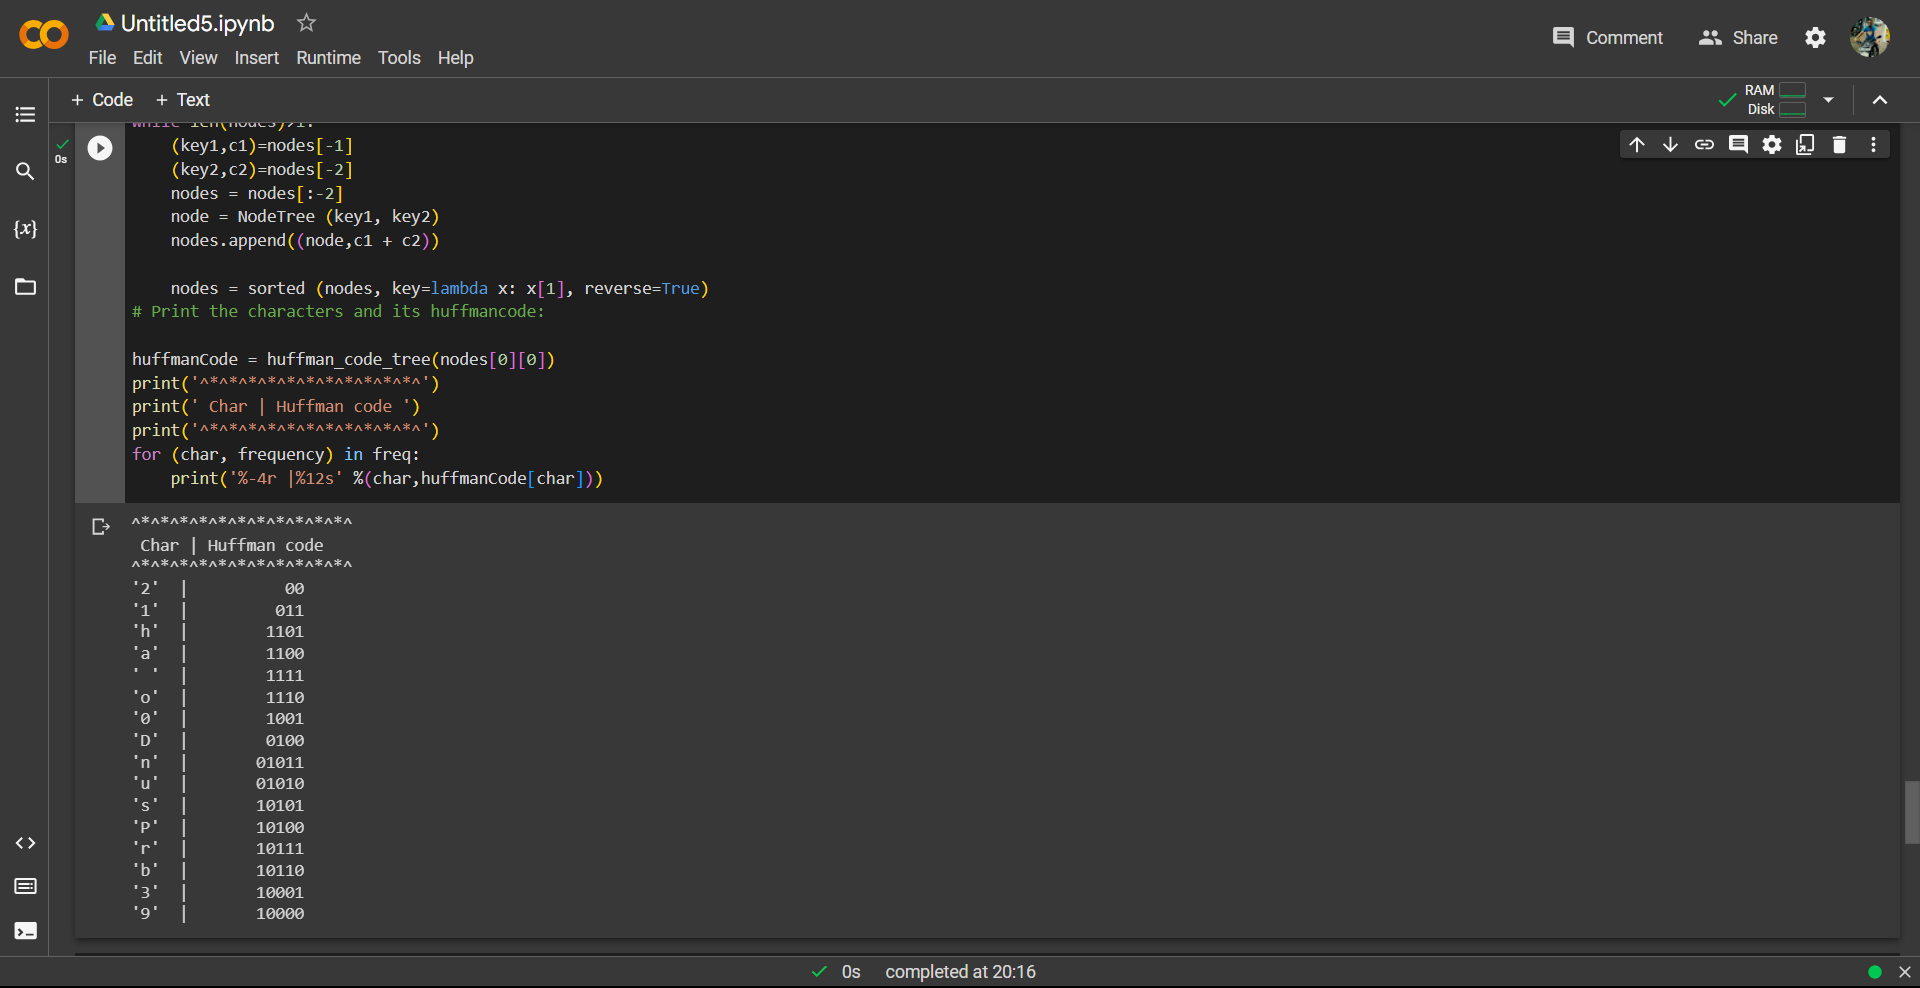 Untitled5.ipynb
File Edit View Insert Runtime Tools Help
Comment
Share
+ Code + Text
RAM
Disk
0s
{x}
while len(nodes)>1:
    (key1,c1)=nodes[-1]
    (key2,c2)=nodes[-2]
    nodes = nodes[:-2]
    node = NodeTree (key1, key2)
    nodes.append((node,c1 + c2))
    nodes = sorted (nodes, key=lambda x: x[1], reverse=True)
# Print the characters and its huffmancode:
huffmanCode = huffman_code_tree(nodes[0][0])
print('^*^*^*^*^*^*^*^*^*^*^*^')
print(' Char | Huffman code ')
print('^*^*^*^*^*^*^*^*^*^*^*^')
for (char, frequency) in freq:
    print('%-4r |%12s' %(char,huffmanCode[char]))
^*^*^*^*^*^*^*^*^*^*^*^
 Char | Huffman code
^*^*^*^*^*^*^*^*^*^*^*^
'2'  |          00
'1'  |         011
'h'  |        1101
'a'  |        1100
' '  |        1111
'o'  |        1110
'0'  |        1001
'D'  |        0100
'n'  |       01011
'u'  |       01010
's'  |       10101
'P'  |       10100
'r'  |       10111
'b'  |       10110
'3'  |       10001
'9'  |       10000
0s completed at 20:16